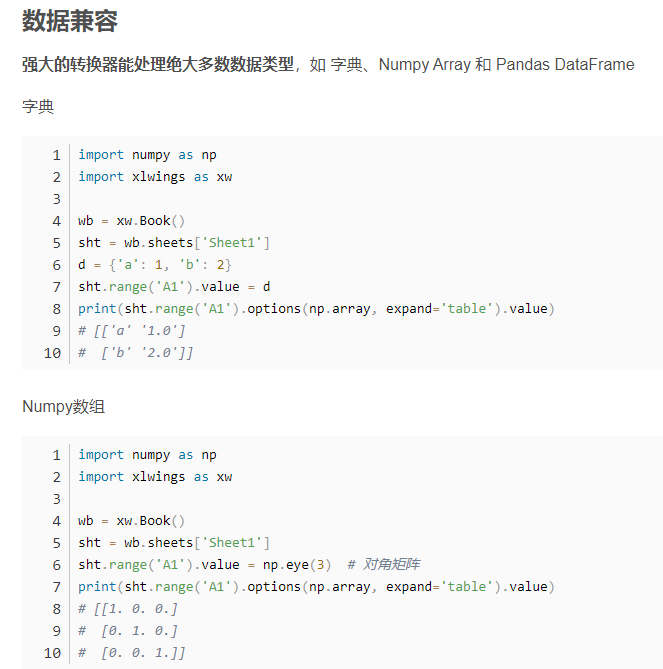 数据兼容
强大的转换器能处理绝大多数数据类型，如 字典、Numpy Array 和 Pandas DataFrame
字典
1 import numpy as np
2 import xlwings as xw
3
4 wb = xw.Book()
5 sht = wb.sheets['Sheet1']
6 d = {'a': 1, 'b': 2}
7 sht.range('A1').value = d
8 print(sht.range('A1').options(np.array, expand='table').value)
9 # [['a' '1.0']
10 #  ['b' '2.0']]
Numpy数组
1 import numpy as np
2 import xlwings as xw
3
4 wb = xw.Book()
5 sht = wb.sheets['Sheet1']
6 sht.range('A1').value = np.eye(3)  # 对角矩阵
7 print(sht.range('A1').options(np.array, expand='table').value)
8 # [[1. 0. 0.]
9 #  [0. 1. 0.]
10 #  [0. 0. 1.]]